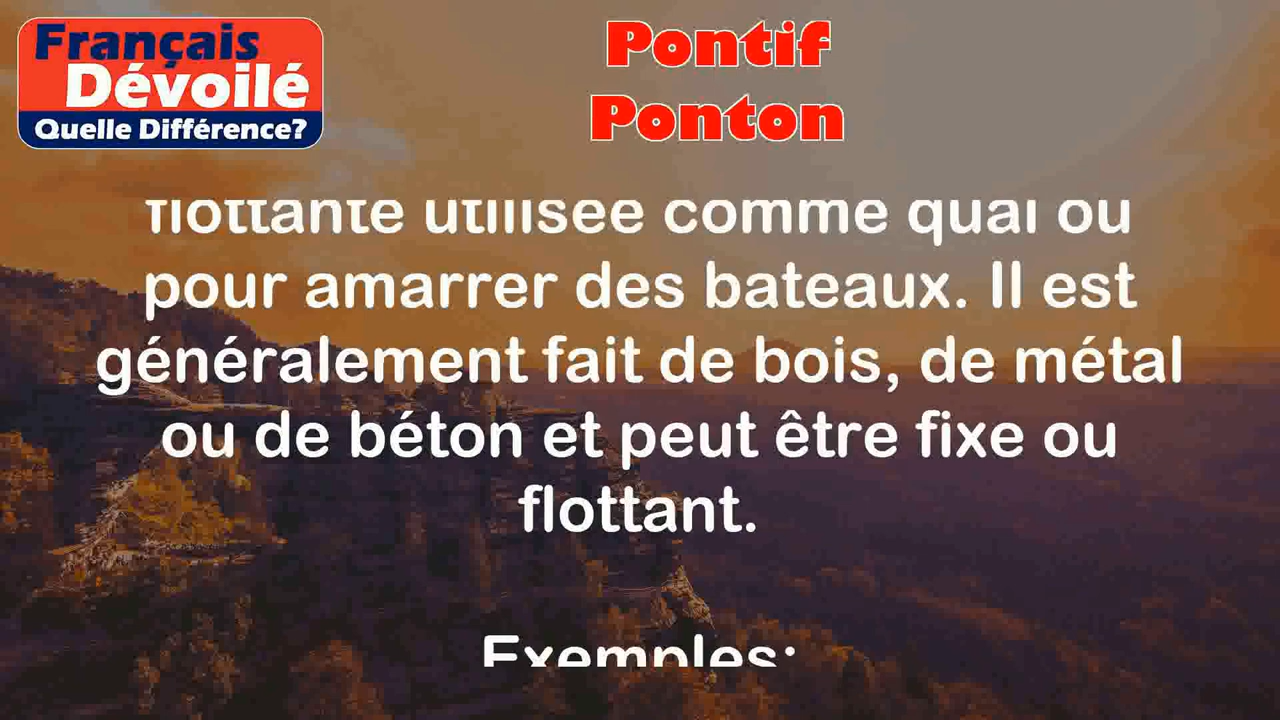 Français
Dévoilé
Quelle Différence?
Pontif
Ponton
flottante utilisée comme quai ou
pour amarrer des bateaux. Il est
généralement fait de bois, de métal
ou de béton et peut être fixe ou
flottant.
Exemples: